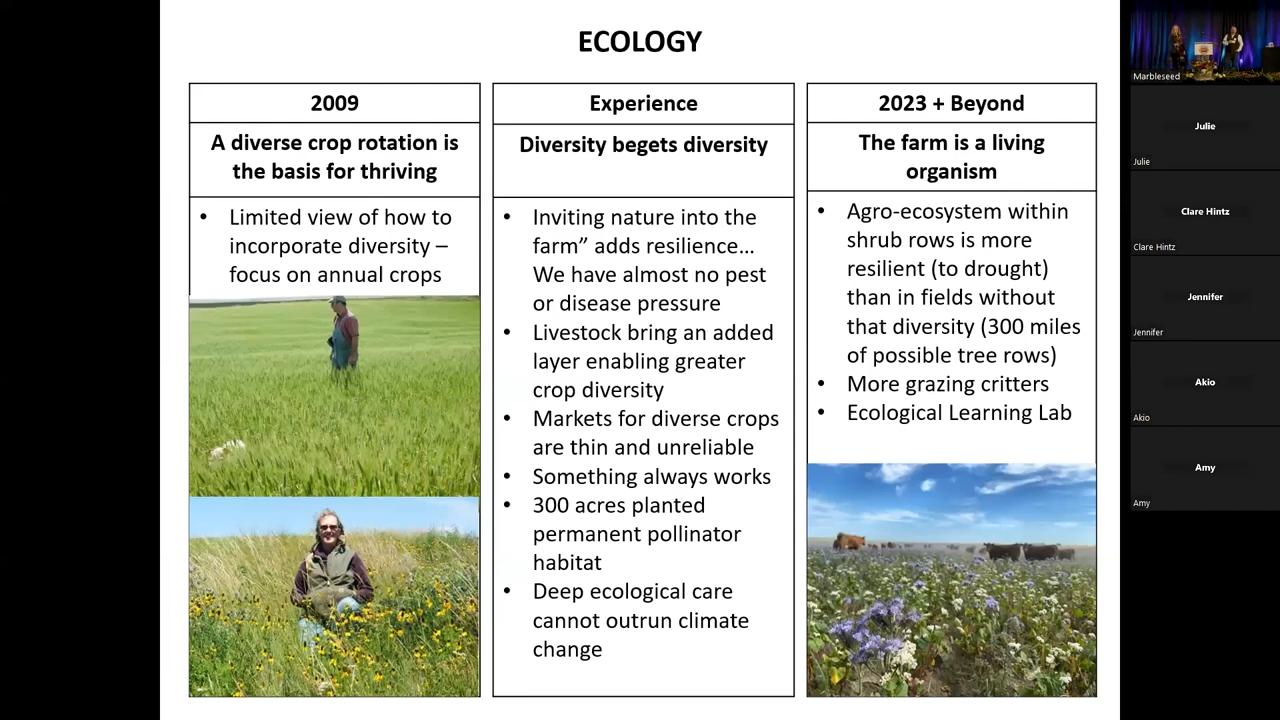 ECOLOGY
2009
A diverse crop rotation is
the basis for thriving
• Limited view of how to
incorporate diversity –
focus on annual crops
Experience
Diversity begets diversity
• Inviting nature into the
farm” adds resilience…
We have almost no pest
or disease pressure
• Livestock bring an added
layer enabling greater
crop diversity
• Markets for diverse crops
are thin and unreliable
• Something always works
• 300 acres planted
permanent pollinator
habitat
• Deep ecological care
cannot outrun climate
change
2023 + Beyond
The farm is a living
organism
• Agro-ecosystem within
shrub rows is more
resilient (to drought)
than in fields without
that diversity (300 miles
of possible tree rows)
• More grazing critters
• Ecological Learning Lab
Marbleseed
Julie
Julie
Clare Hintz
Clare Hintz
Jennifer
Jennifer
Akio
Akio
Amy
Amy